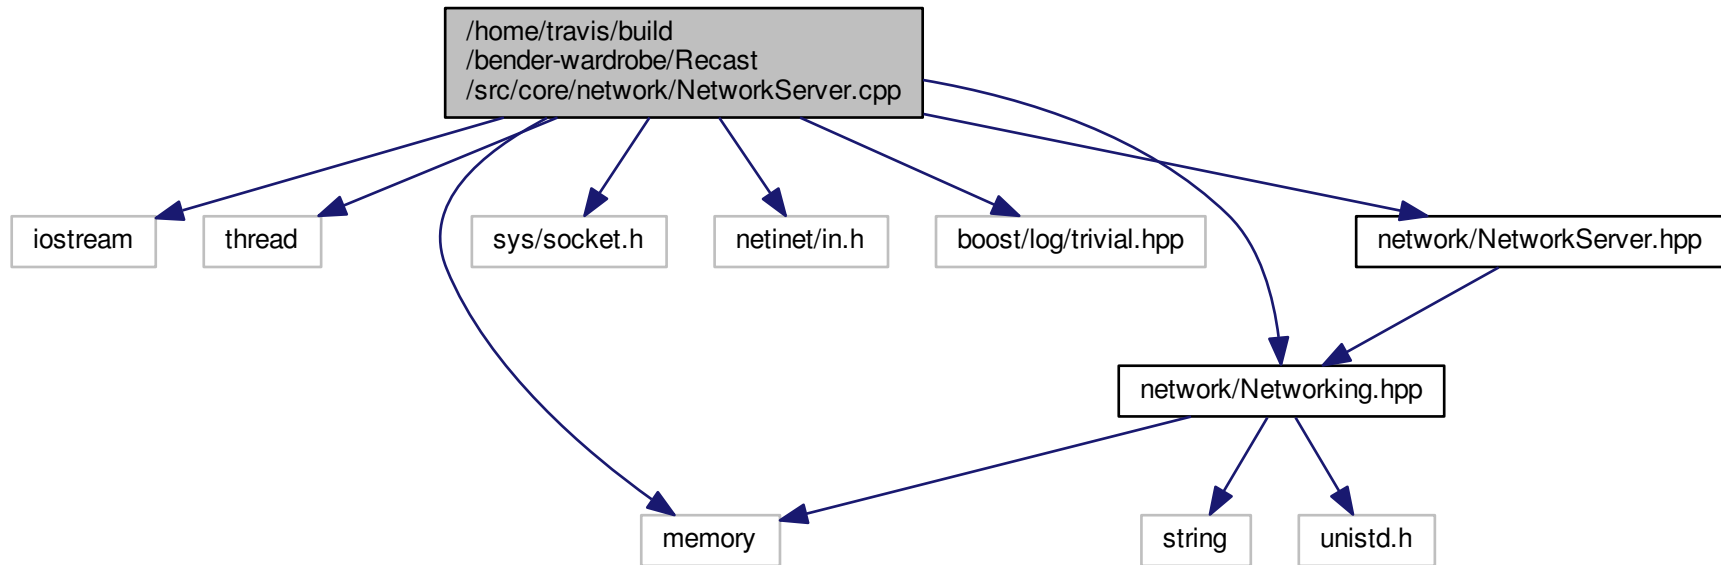 /home/travis/build
/bender-wardrobe/Recast
/src/core/network/NetworkServer.cpp
iostream
thread
sys/socket.h
netinet/in.h
boost/log/trivial.hpp
network/NetworkServer.hpp
network/Networking.hpp
memory
string
unistd.h